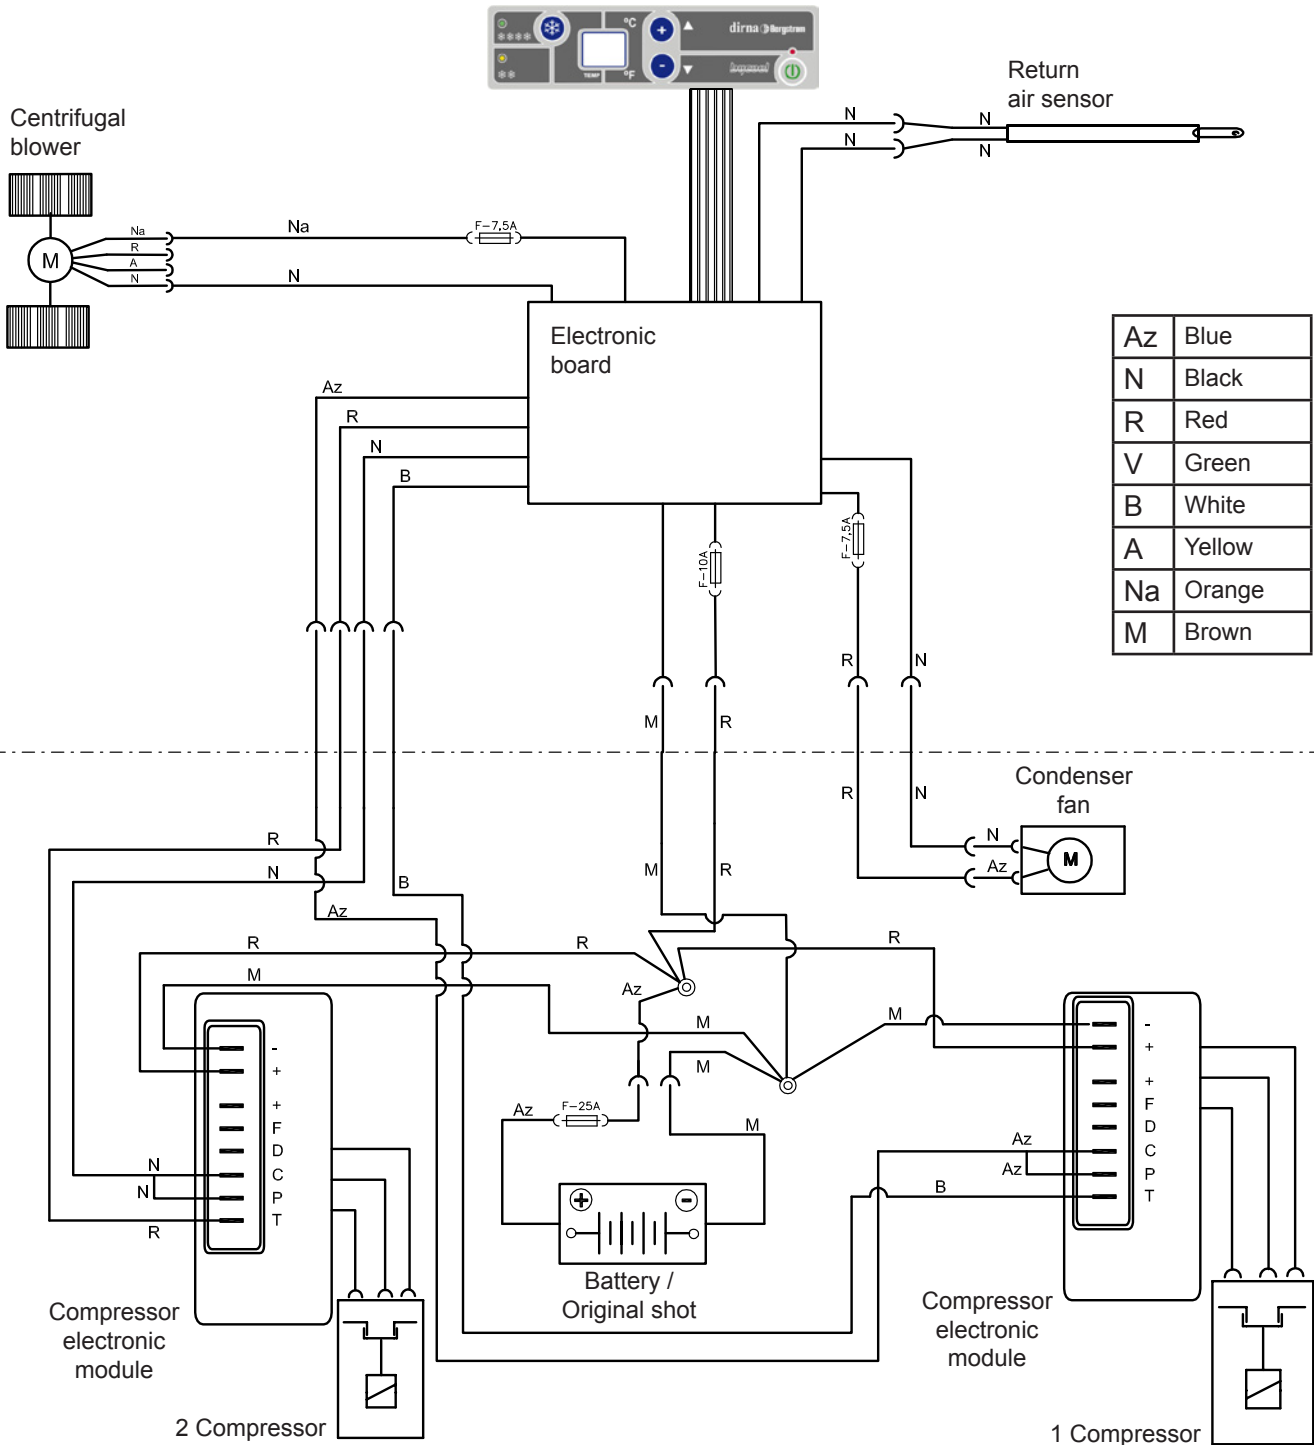 °C
°F
TEMP
+
-
dirna Bergstrom
Return
air sensor
N
N
N
N
Centrifugal
blower
M
Na
R
A
N
Na
N
F-7,5A
Electronic
board
Az Blue
N Black
R Red
V Green
B White
A Yellow
Na Orange
M Brown
Az
R
N
B
F-10A
F-7,5A
R
N
M
R
R
N
Condenser
fan
N
Az
M
R
N
B
Az
M
R
R
R
R
M
Az
M
M
M
-
+
+
F
D
C
P
T
-
+
+
F
D
C
P
T
Az
F-25A
M
N
N
R
Az
Az
B
+
-
Battery /
Original shot
Compressor
electronic
module
2 Compressor
Compressor
electronic
module
1 Compressor